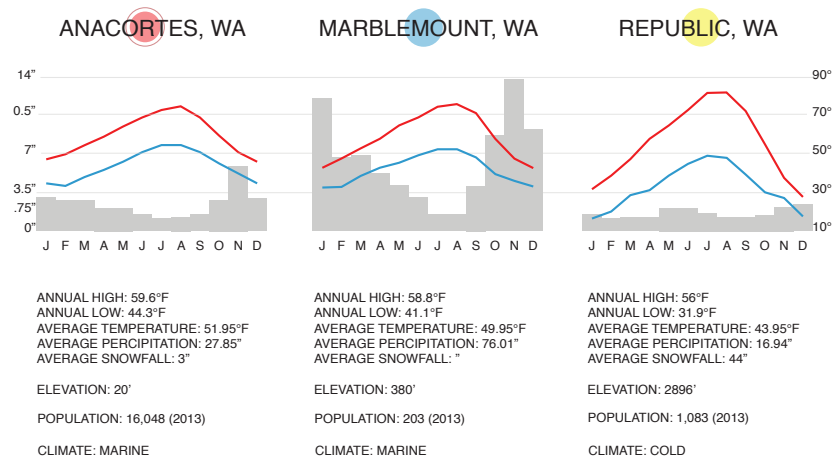 ANACORTES, WA
MARBLEMOUNT, WA
REPUBLIC, WA
14”
0.5”
7”
3.5”
.75”
0”
90°
70°
50°
30°
10°
J F M A M J J A S O N D
J F M A M J J A S O N D
J F M A M J J A S O N D
ANNUAL HIGH: 59.6°F
ANNUAL LOW: 44.3°F
AVERAGE TEMPERATURE: 51.95°F
AVERAGE PERCIPITATION: 27.85”
AVERAGE SNOWFALL: 3”
ELEVATION: 20’
POPULATION: 16,048 (2013)
CLIMATE: MARINE
ANNUAL HIGH: 58.8°F
ANNUAL LOW: 41.1°F
AVERAGE TEMPERATURE: 49.95°F
AVERAGE PERCIPITATION: 76.01”
AVERAGE SNOWFALL: ”
ELEVATION: 380’
POPULATION: 203 (2013)
CLIMATE: MARINE
ANNUAL HIGH: 56°F
ANNUAL LOW: 31.9°F
AVERAGE TEMPERATURE: 43.95°F
AVERAGE PERCIPITATION: 16.94”
AVERAGE SNOWFALL: 44”
ELEVATION: 2896’
POPULATION: 1,083 (2013)
CLIMATE: COLD